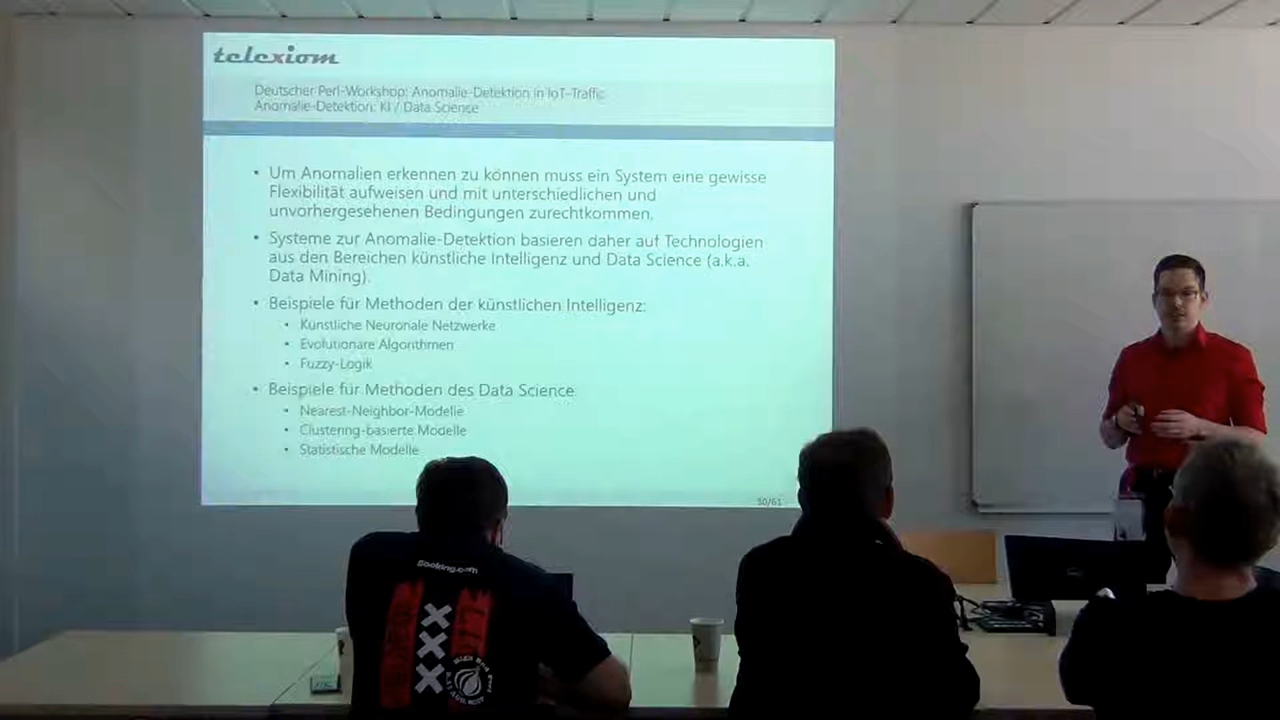 telexiom
Deutscher Perl-Workshop: Anomalie-Detektion in IoT-Traffic
Anomalie-Detektion: KI / Data Science
• Um Anomalien erkennen zu können muss ein System eine gewisse
Flexibilität aufweisen und mit unterschiedlichen und
unvorhergesehenen Bedingungen zurechtkommen.
• Systeme zur Anomalie-Detektion basieren daher auf Technologien
aus den Bereichen künstliche Intelligenz und Data Science (a.k.a.
Data Mining).
• Beispiele für Methoden der künstlichen Intelligenz:
• Künstliche Neuronale Netzwerke
• Evolutionäre Algorithmen
• Fuzzy-Logik
• Beispiele für Methoden des Data Science:
• Nearest-Neighbor-Modelle
• Clustering-basierte Modelle
• Statistische Modelle
50/61
Booking.com